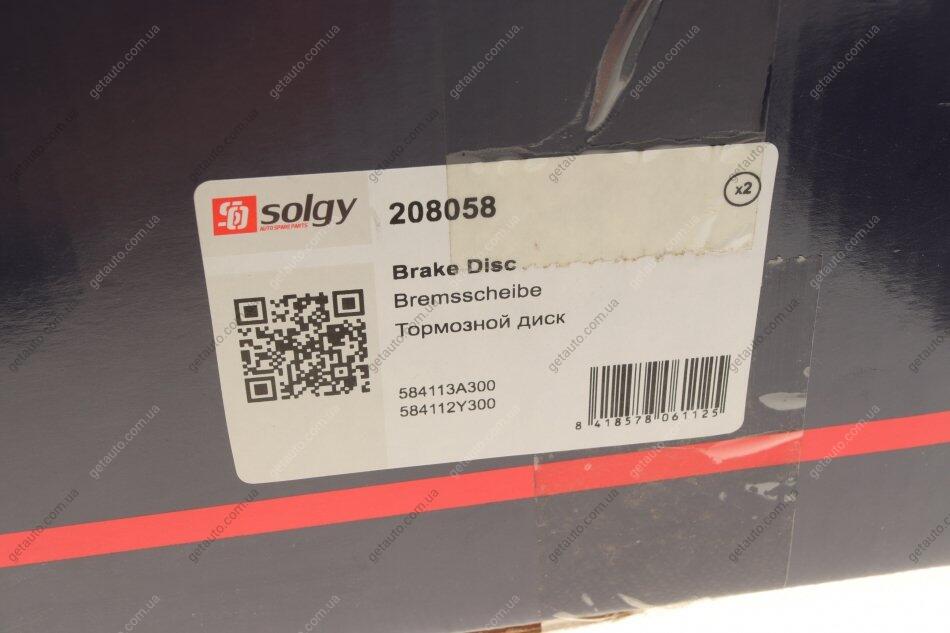 solgy
AUTO SPARE PARTS
208058
x2
Brake Disc
Bremsscheibe
Тормозной диск
584113A300
584112Y300
8 418578 061125
getauto.com.ua